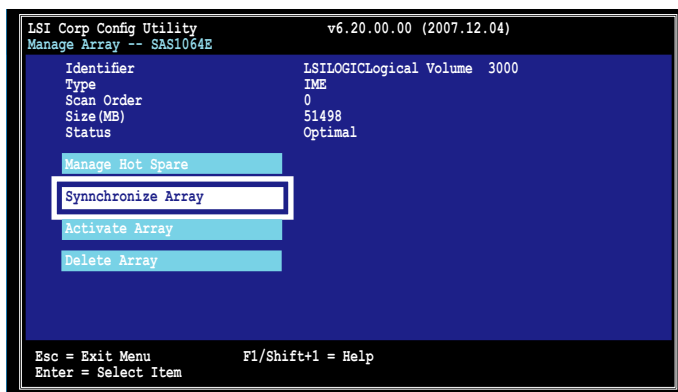 LSI Corp Config Utility v6.20.00.00 (2007.12.04)
Manage Array -- SAS1064E
Identifier LSILOGICLogical Volume 3000
Type IME
Scan Order 0
Size(MB) 51498
Status Optimal
Manage Hot Spare
Synnchronize Array
Activate Array
Delete Array
Esc = Exit Menu F1/Shift+1 = Help
Enter = Select Item